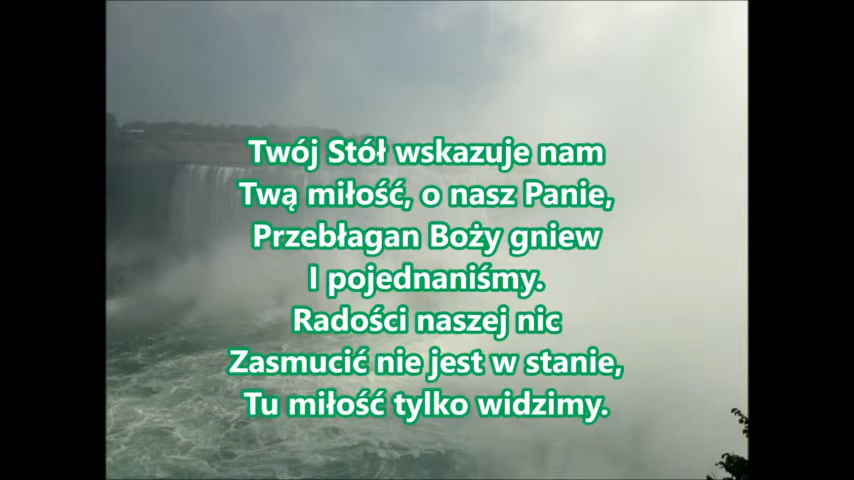 Twój Stół wskazuje nam
Twą miłość, o nasz Panie,
Przebłagan Boży gniew
I pojednaniśmy.
Radości naszej nic
Zasmucić nie jest w stanie,
Tu miłość tylko widzimy.